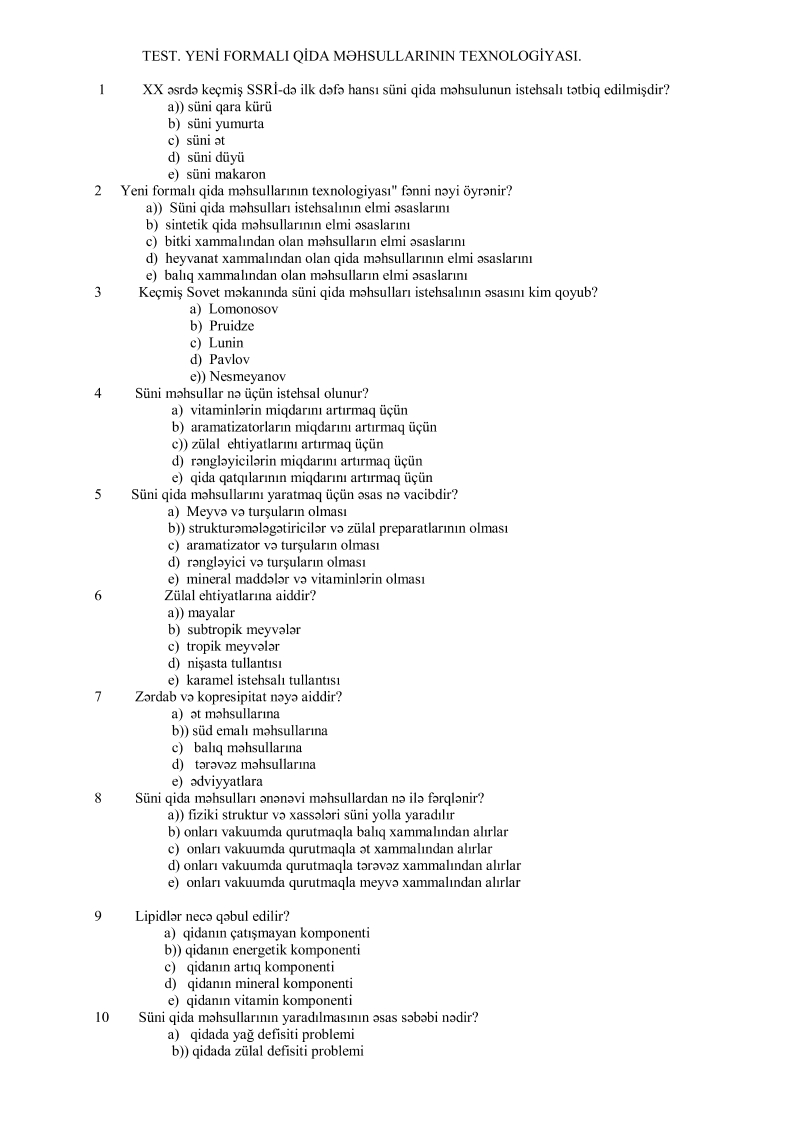 TEST. YENİ FORMALI QİDA MƏHSULLARININ TEXNOLOGİYASI.
1 XX əsrdə keçmiş SSRİ-də ilk dəfə hansı süni qida məhsulunun istehsalı tətbiq edilmişdir?
a)) süni qara kürü
b) süni yumurta
c) süni ət
d) süni düyü
e) süni makaron
2 Yeni formalı qida məhsullarının texnologiyası" fənni nəyi öyrənir?
a)) Süni qida məhsulları istehsalının elmi əsaslarını
b) sintetik qida məhsullarının elmi əsaslarını
c) bitki xammalından olan məhsulların elmi əsaslarını
d) heyvanat xammalından olan qida məhsullarının elmi əsaslarını
e) balıq xammalından olan məhsulların elmi əsaslarını
3 Keçmiş Sovet məkanında süni qida məhsulları istehsalının əsasını kim qoyub?
a) Lomonosov
b) Pruidze
c) Lunin
d) Pavlov
e)) Nesmeyanov
4 Süni məhsullar nə üçün istehsal olunur?
a) vitaminlərin miqdarını artırmaq üçün
b) aramatizatorların miqdarını artırmaq üçün
c)) zülal ehtiyatlarını artırmaq üçün
d) rəngləyicilərin miqdarını artırmaq üçün
e) qida qatqılarının miqdarını artırmaq üçün
5 Süni qida məhsullarını yaratmaq üçün əsas nə vacibdir?
a) Meyvə və turşuların olması
b)) strukturəmələgətiricilər və zülal preparatlarının olması
c) aramatizator və turşuların olması
d) rəngləyici və turşuların olması
e) mineral maddələr və vitaminlərin olması
6 Zülal ehtiyatlarına aiddir?
a)) mayalar
b) subtropik meyvələr
c) tropik meyvələr
d) nişasta tullantısı
e) karamel istehsalı tullantısı
7 Zərdab və kopresipitat nəyə aiddir?
a) ət məhsullarına
b)) süd emalı məhsullarına
c) balıq məhsullarına
d) tərəvəz məhsullarına
e) ədviyyatlara
8 Süni qida məhsulları ənənəvi məhsullardan nə ilə fərqlənir?
a)) fiziki struktur və xassələri süni yolla yaradılır
b) onları vakuumda qurutmaqla balıq xammalından alırlar
c) onları vakuumda qurutmaqla ət xammalından alırlar
d) onları vakuumda qurutmaqla tərəvəz xammalından alırlar
e) onları vakuumda qurutmaqla meyvə xammalından alırlar
9 Lipidlər necə qəbul edilir?
a) qidanın çatışmayan komponenti
b)) qidanın energetik komponenti
c) qidanın artıq komponenti
d) qidanın mineral komponenti
e) qidanın vitamin komponenti
10 Süni qida məhsullarının yaradılmasının əsas səbəbi nədir?
a) qidada yağ defisiti problemi
b)) qidada zülal defisiti problemi